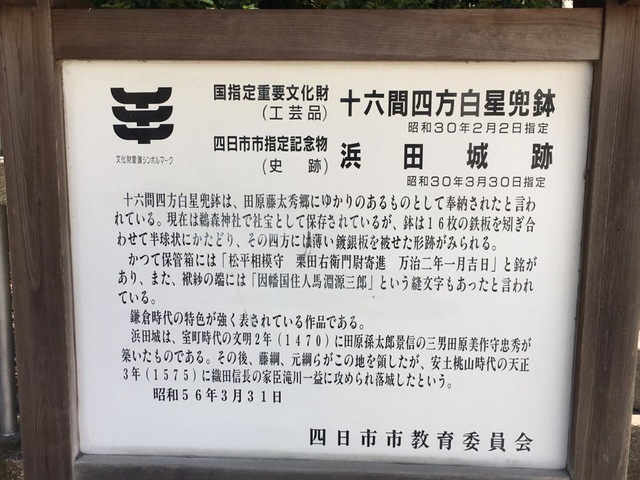 国指定重要文化財
(工芸品)
十六間四方白星兜鉢
昭和30年2月2日指定
四日市市指定記念物
(史 跡)
浜田城跡
昭和30年3月30日指定
文化財愛護シンボルマーク
十六間四方白星兜鉢は、田原藤太秀郷にゆかりのあるものとして奉納されたと言わ
れている。現在は鵜森神社で社宝として保存されているが、鉢は16枚の鉄板を矧ぎ合
わせて半球状にかたどり、その四方には薄い鍍銀板を被せた形跡がみられる。
かつて保管箱には「松平相模守 栗田右衛門尉寄進 万治二年一月吉日」と銘が
あり、また、袱紗の端には「因幡国住人馬淵源三郎」という縫文字もあったと言われ
ている。
鎌倉時代の特色が強く表されている作品である。
浜田城は、室町時代の文明2年(1470)に田原孫太郎景信の三男田原美作守忠秀が
築いたものである。その後、藤綱、元綱らがこの地を領したが、安土桃山時代の天正
3年(1575)に織田信長の家臣滝川一益に攻められ落城したという。
昭和56年3月31日
四日市市教育委員会